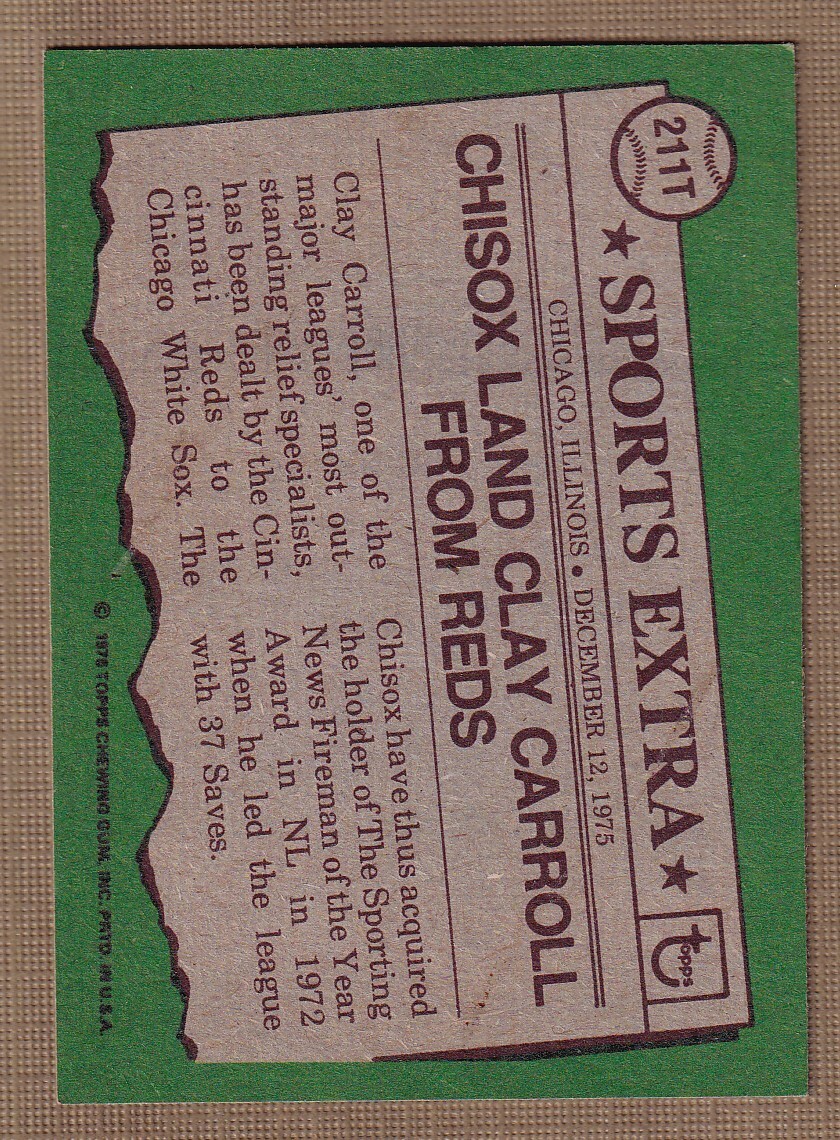 211T
★ SPORTS EXTRA ★
topps
CHICAGO, ILLINOIS • DECEMBER 12, 1975
CHISOX LAND CLAY CARROLL
FROM REDS
Clay Carroll, one of the
major leagues' most out-
standing relief specialists,
has been dealt by the Cin-
cinnati Reds to the
Chicago White Sox. The
Chisox have thus acquired
the holder of The Sporting
News Fireman of the Year
Award in NL in 1972
when he led the league
with 37 Saves.
© 1976 TOPPS CHEWING GUM, INC. PRTD. IN U.S.A.